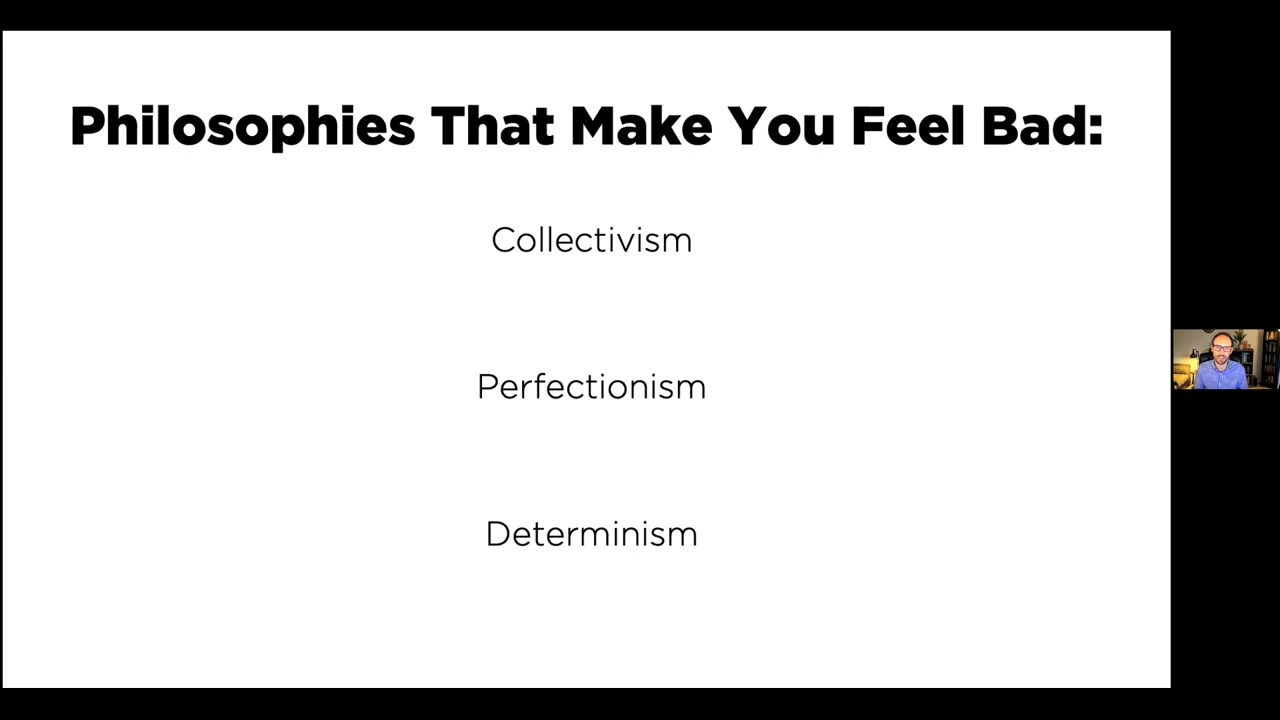 Philosophies That Make You Feel Bad:
Collectivism
Perfectionism
Determinism